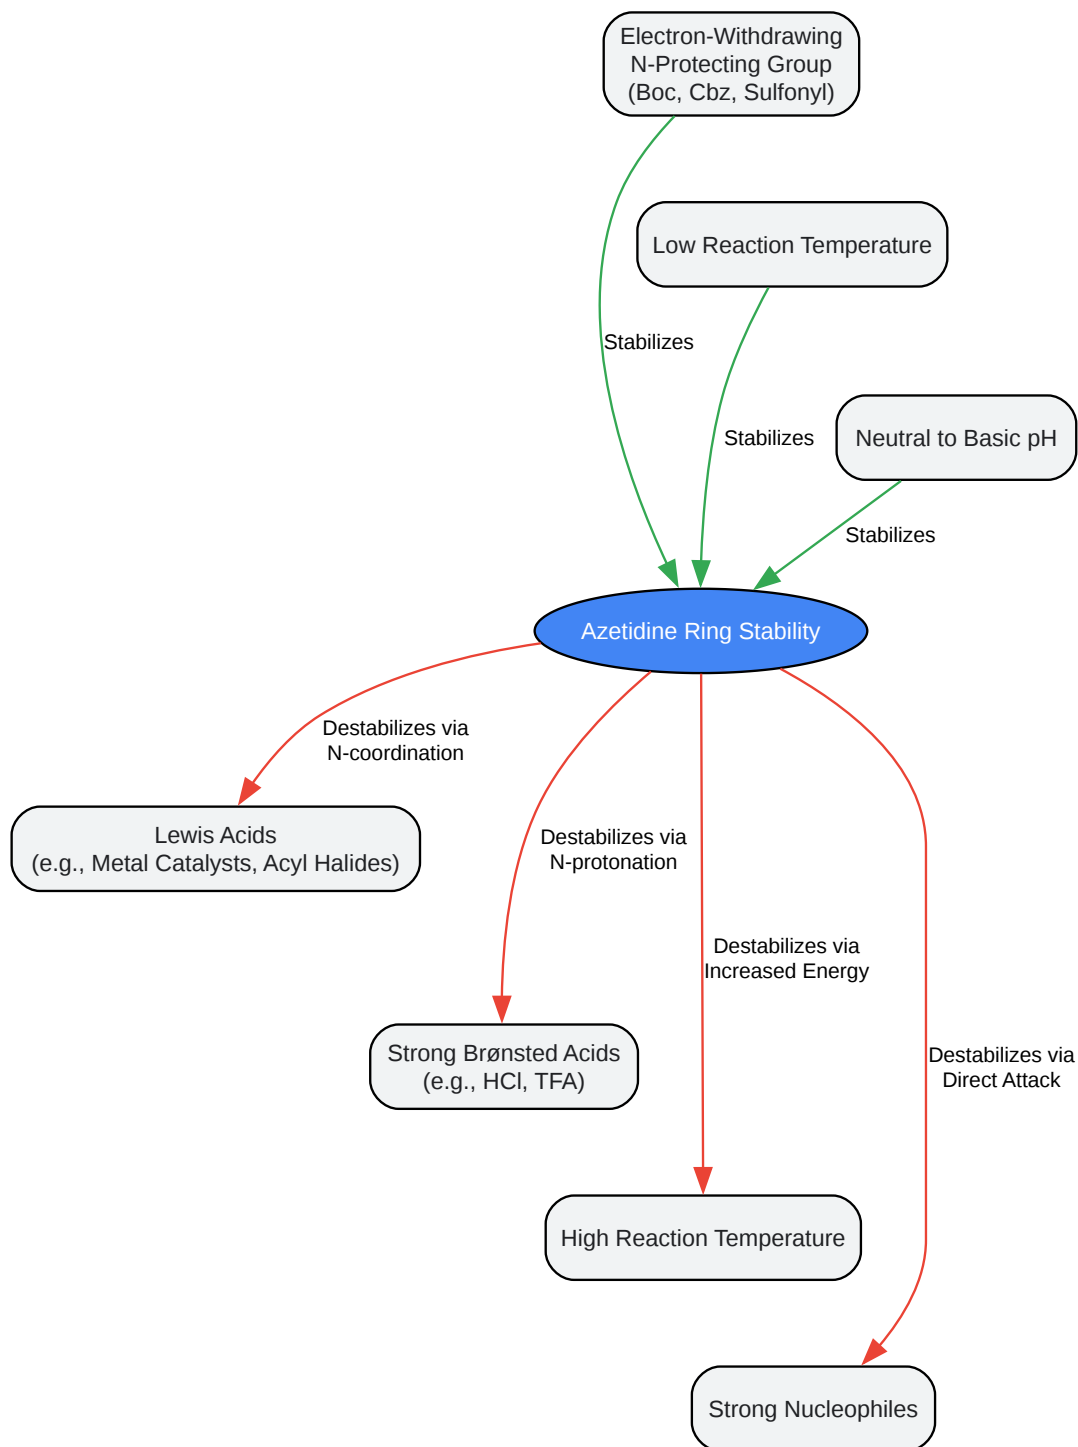 Electron-Withdrawing
N-Protecting Group
(Boc, Cbz, Sulfonyl)
Low Reaction Temperature
Stabilizes
Neutral to Basic pH
Stabilizes
Stabilizes
Azetidine Ring Stability
Destabilizes via
N-coordination
Lewis Acids
(e.g., Metal Catalysts, Acyl Halides)
Destabilizes via
N-protonation
Destabilizes via
Increased Energy
Strong Brønsted Acids
(e.g., HCl, TFA)
Destabilizes via
Direct Attack
High Reaction Temperature
Strong Nucleophiles